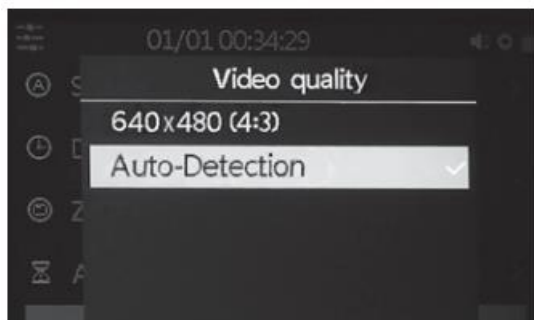 01/01 00:34:29
Video quality
640x480 (4:3)
Auto-Detection
A S
D
Z
A